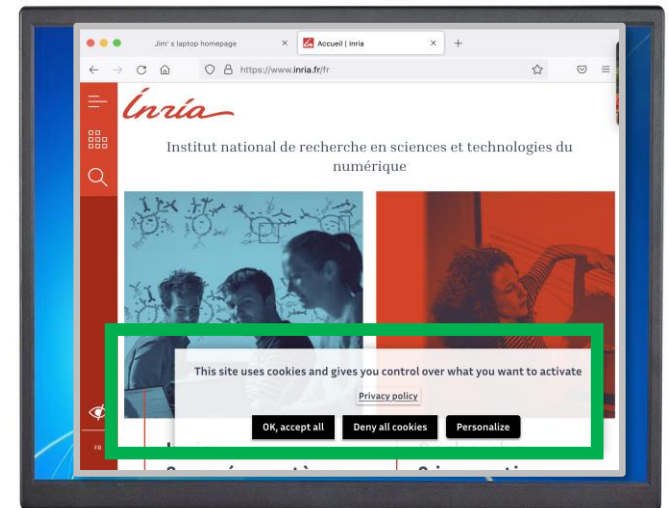 Jim' s laptop homepage
Accueil | Inria
https://www.inria.fr/fr
Inría
Institut national de recherche en sciences et technologies du
numérique
This site uses cookies and gives you control over what you want to activate
Privacy policy
OK, accept all Deny all cookies Personalize
FR